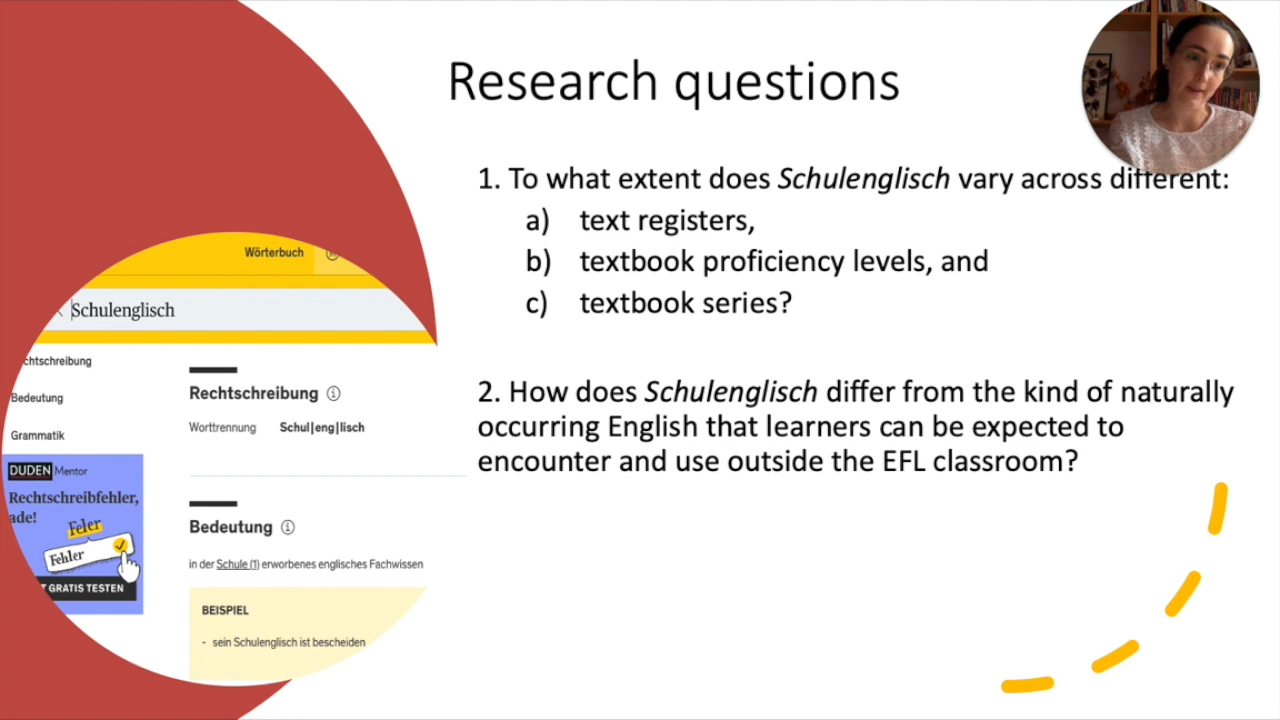 Research questions
1. To what extent does Schulenglisch vary across different:
a) text registers,
b) textbook proficiency levels, and
c) textbook series?
2. How does Schulenglisch differ from the kind of naturally
occurring English that learners can be expected to
encounter and use outside the EFL classroom?
Wörterbuch
Schulenglisch
chtschreibung
Bedeutung
Grammatik
DUDEN Mentor
Rechtschreibfehler,
ade!
Feler
Fehler
T GRATIS TESTEN
Rechtschreibung
Worttrennung Schul|eng|lisch
Bedeutung
in der Schule (1) erworbenes englisches Fachwissen
BEISPIEL
- sein Schulenglisch ist bescheiden